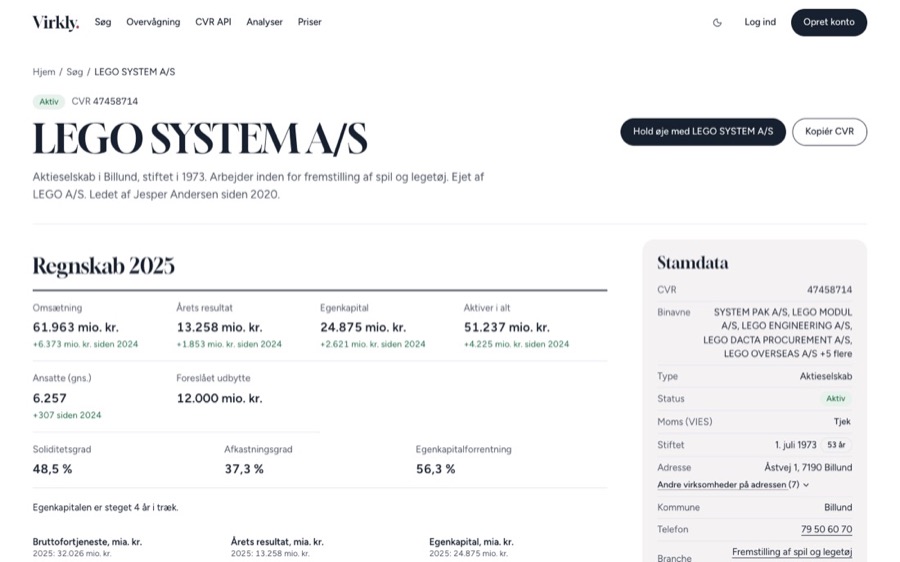 Virkly.
Søg
Overvågning
CVR API
Analyser
Priser
Log ind
Opret konto
Hjem / Søg / LEGO SYSTEM A/S
Aktiv
CVR 47458714
LEGO SYSTEM A/S
Hold øje med LEGO SYSTEM A/S
Kopiér CVR
Aktieselskab i Billund, stiftet i 1973. Arbejder inden for fremstilling af spil og legetøj. Ejet af
LEGO A/S. Ledet af Jesper Andersen siden 2020.
Regnskab 2025
Omsætning
61.963 mio. kr.
+6.373 mio. kr. siden 2024
Årets resultat
13.258 mio. kr.
+1.853 mio. kr. siden 2024
Egenkapital
24.875 mio. kr.
+2.621 mio. kr. siden 2024
Aktiver i alt
51.237 mio. kr.
+4.225 mio. kr. siden 2024
Ansatte (gns.)
6.257
+307 siden 2024
Foreslået udbytte
12.000 mio. kr.
Soliditetsgrad
48,5 %
Afkastningsgrad
37,3 %
Egenkapitalforrentning
56,3 %
Egenkapitalen er steget 4 år i træk.
Bruttofortjeneste, mia. kr.
2025: 32.026 mio. kr.
Årets resultat, mia. kr.
2025: 13.258 mio. kr.
Egenkapital, mia. kr.
2025: 24.875 mio. kr.
Stamdata
CVR
47458714
Binavne
SYSTEM PAK A/S, LEGO MODUL
A/S, LEGO ENGINEERING A/S,
LEGO DACTA PROCUREMENT A/S,
LEGO OVERSEAS A/S +5 flere
Type
Aktieselskab
Status
Aktiv
Moms (VIES)
Tjek
Stiftet
1. juli 1973
53 år
Adresse
Åstvej 1, 7190 Billund
Andre virksomheder på adressen (7)
Kommune
Billund
Telefon
79 50 60 70
Branche
Fremstilling af spil og legetøj